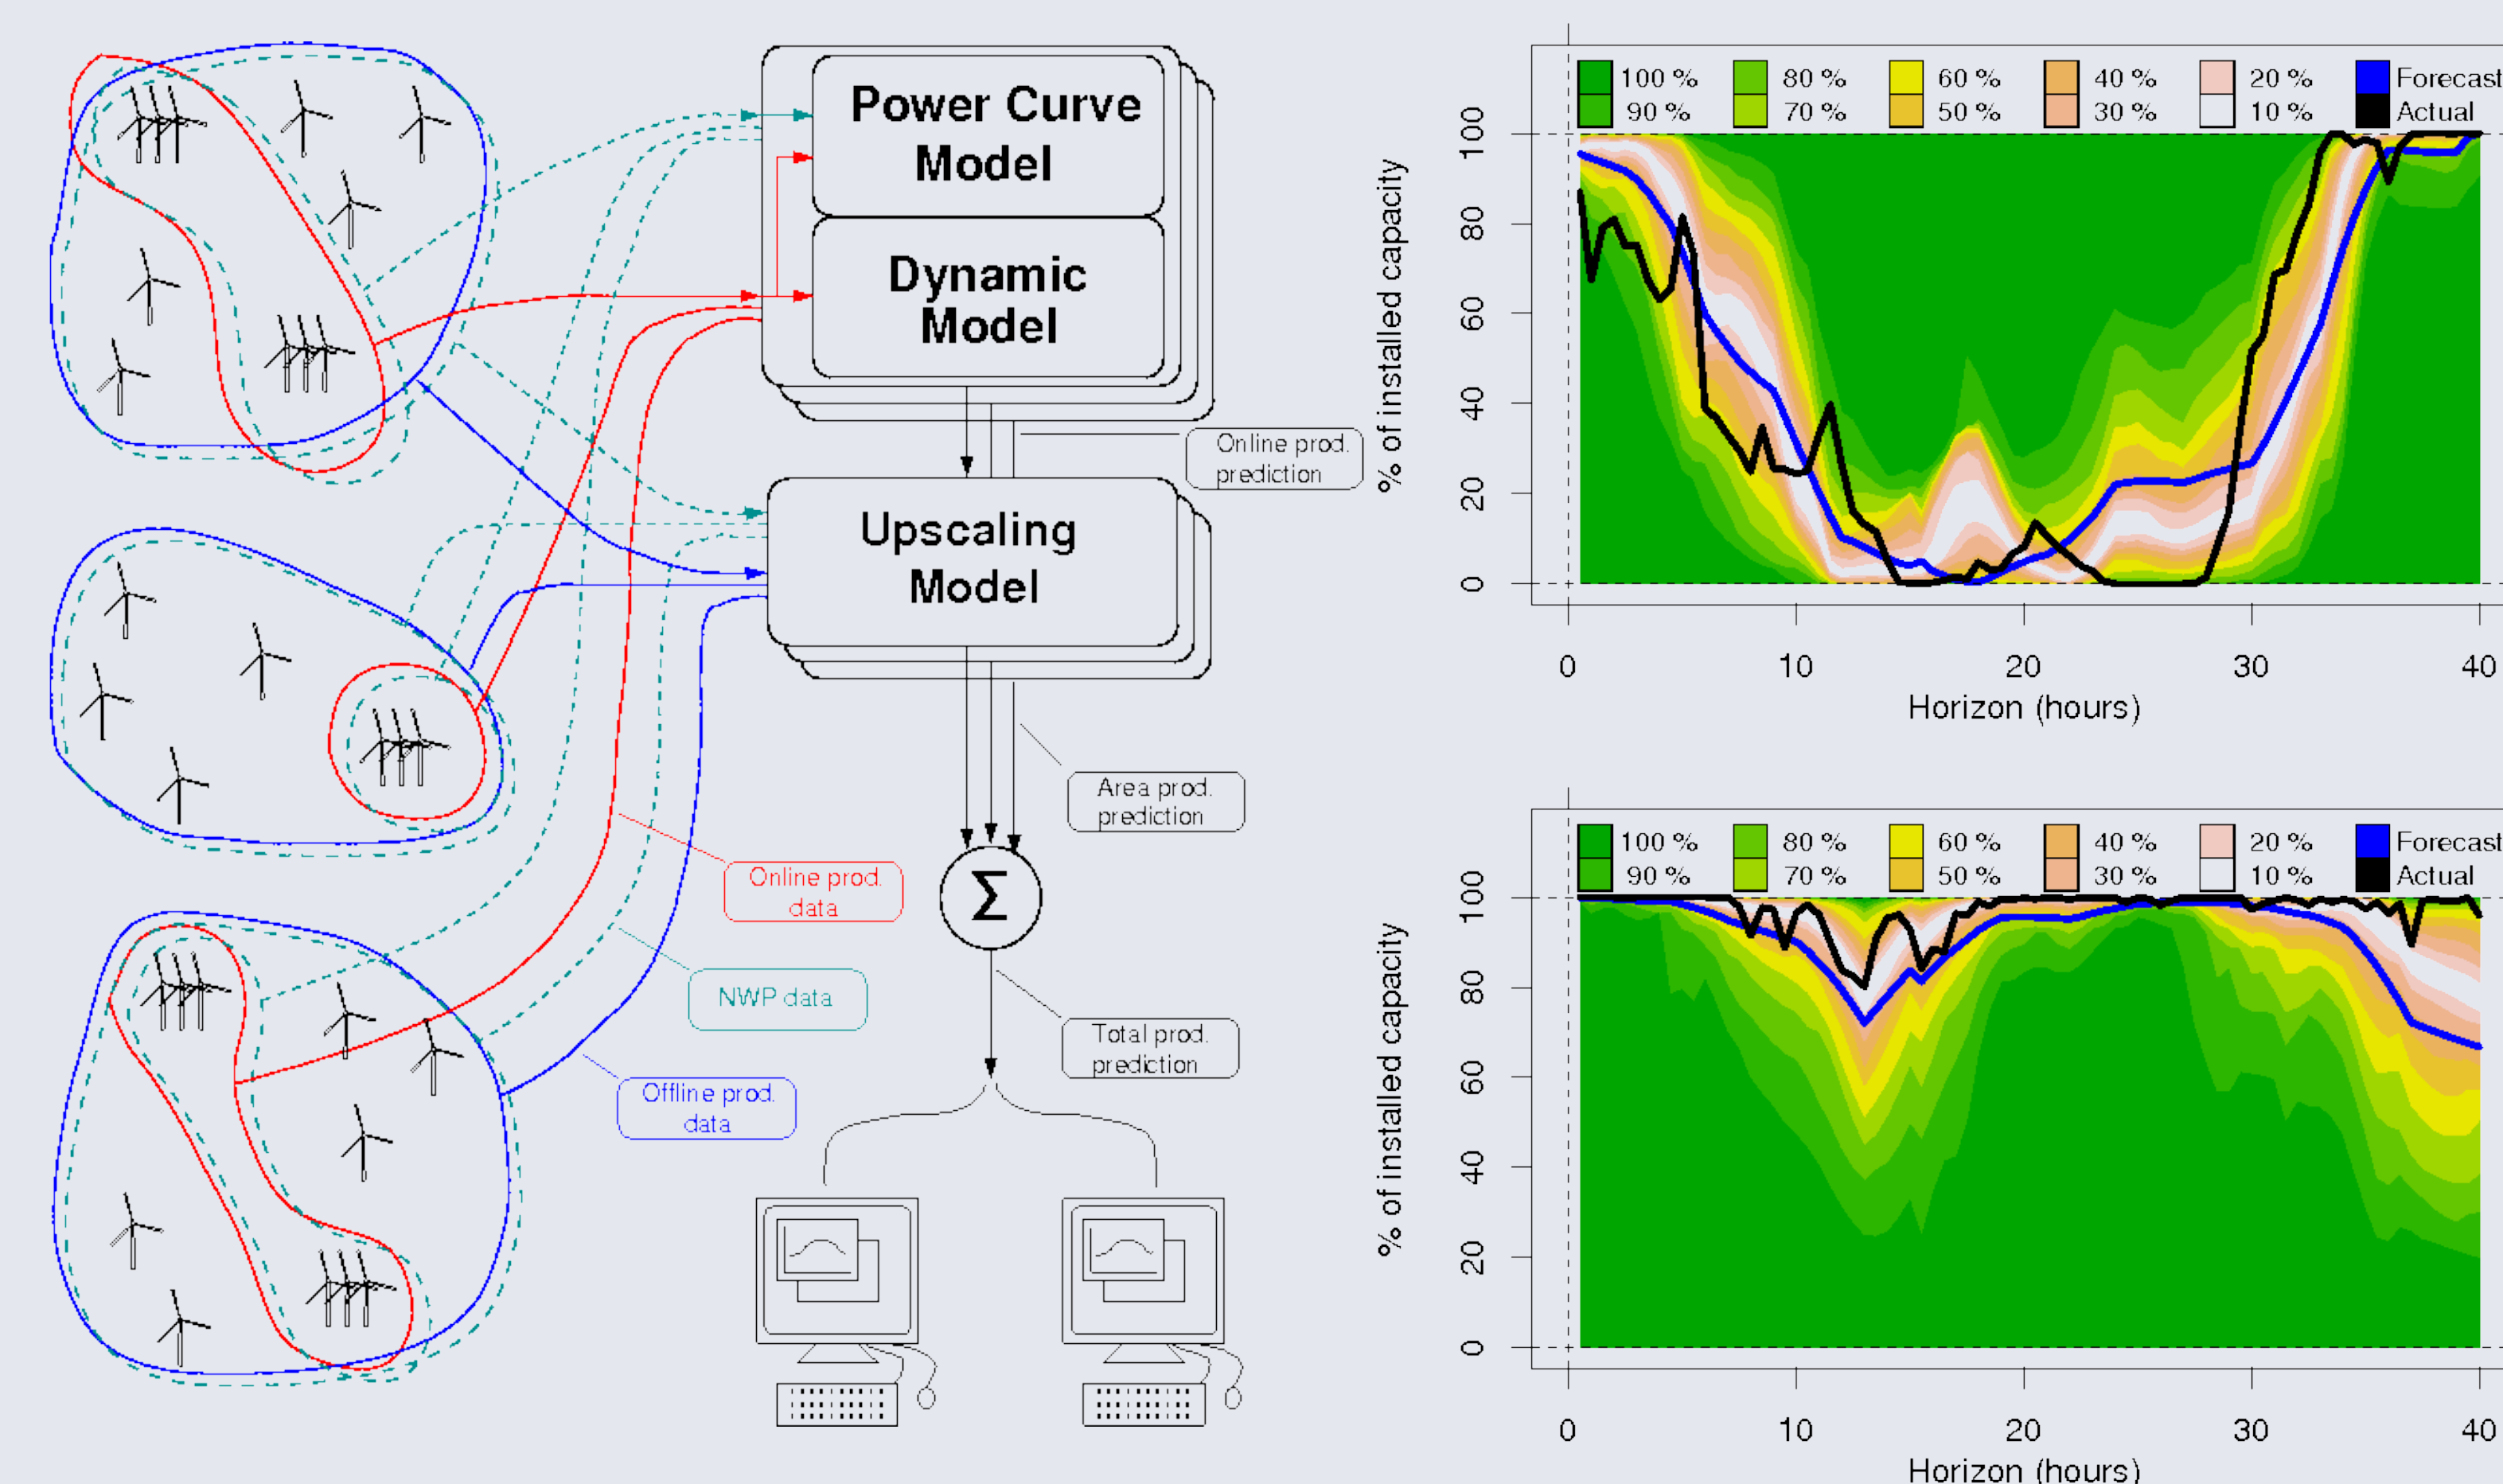 Power Curve
Model
Dynamic
Model
Online prod.
prediction
Upscaling
Model
Area prod.
prediction
Online prod.
data
Σ
NWP data
Total prod.
prediction
Offline prod.
data
100 % 80 % 60 % 40 % 20 % Forecast
90 % 70 % 50 % 30 % 10 % Actual
% of installed capacity
100
80
60
40
20
0
0 10 20 30 40
Horizon (hours)
100 % 80 % 60 % 40 % 20 % Forecast
90 % 70 % 50 % 30 % 10 % Actual
% of installed capacity
100
80
60
40
20
0
0 10 20 30 40
Horizon (hours)